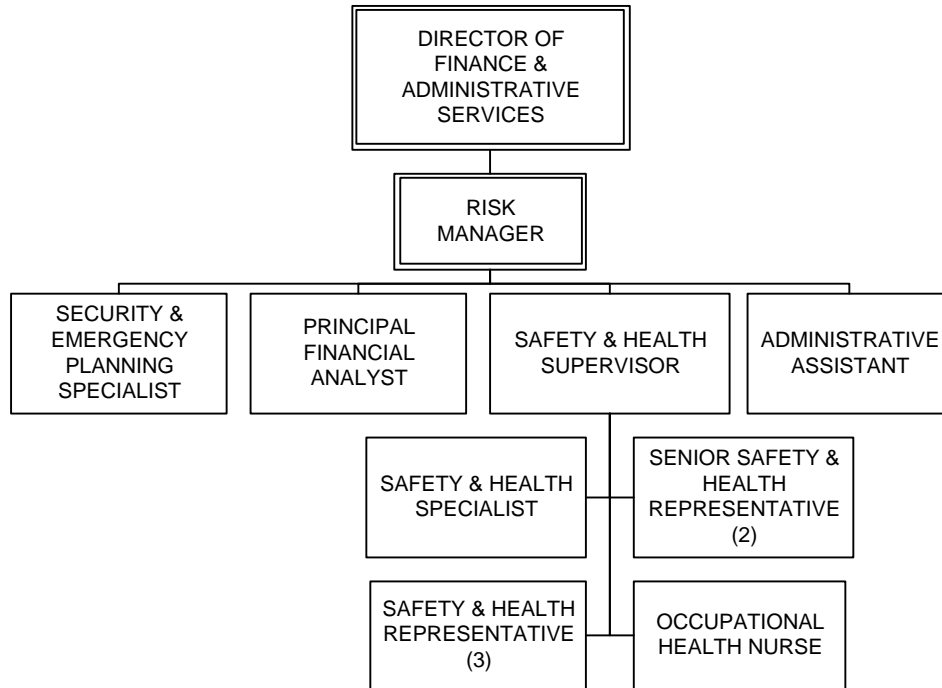 DIRECTOR OF
FINANCE &
ADMINISTRATIVE
SERVICES
RISK
MANAGER
SECURITY &
EMERGENCY
PLANNING
SPECIALIST
PRINCIPAL
FINANCIAL
ANALYST
SAFETY & HEALTH
SUPERVISOR
ADMINISTRATIVE
ASSISTANT
SAFETY & HEALTH
SPECIALIST
SENIOR SAFETY &
HEALTH
REPRESENTATIVE
(2)
SAFETY & HEALTH
REPRESENTATIVE
(3)
OCCUPATIONAL
HEALTH NURSE